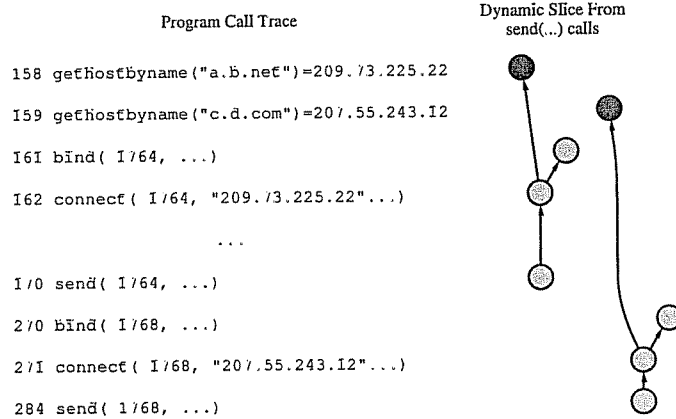 Program Call Trace
Dynamic Slice From
send(...) calls
158 gethostbyname("a.b.net")=209.73.225.22
159 gethostbyname("c.d.com")=207.55.243.12
161 bind( 1764, ...)
162 connect( 1764, "209.73.225.22"...)
...
170 send( 1764, ...)
270 bind( 1768, ...)
271 connect( 1768, "207.55.243.12"...)
284 send( 1768, ...)